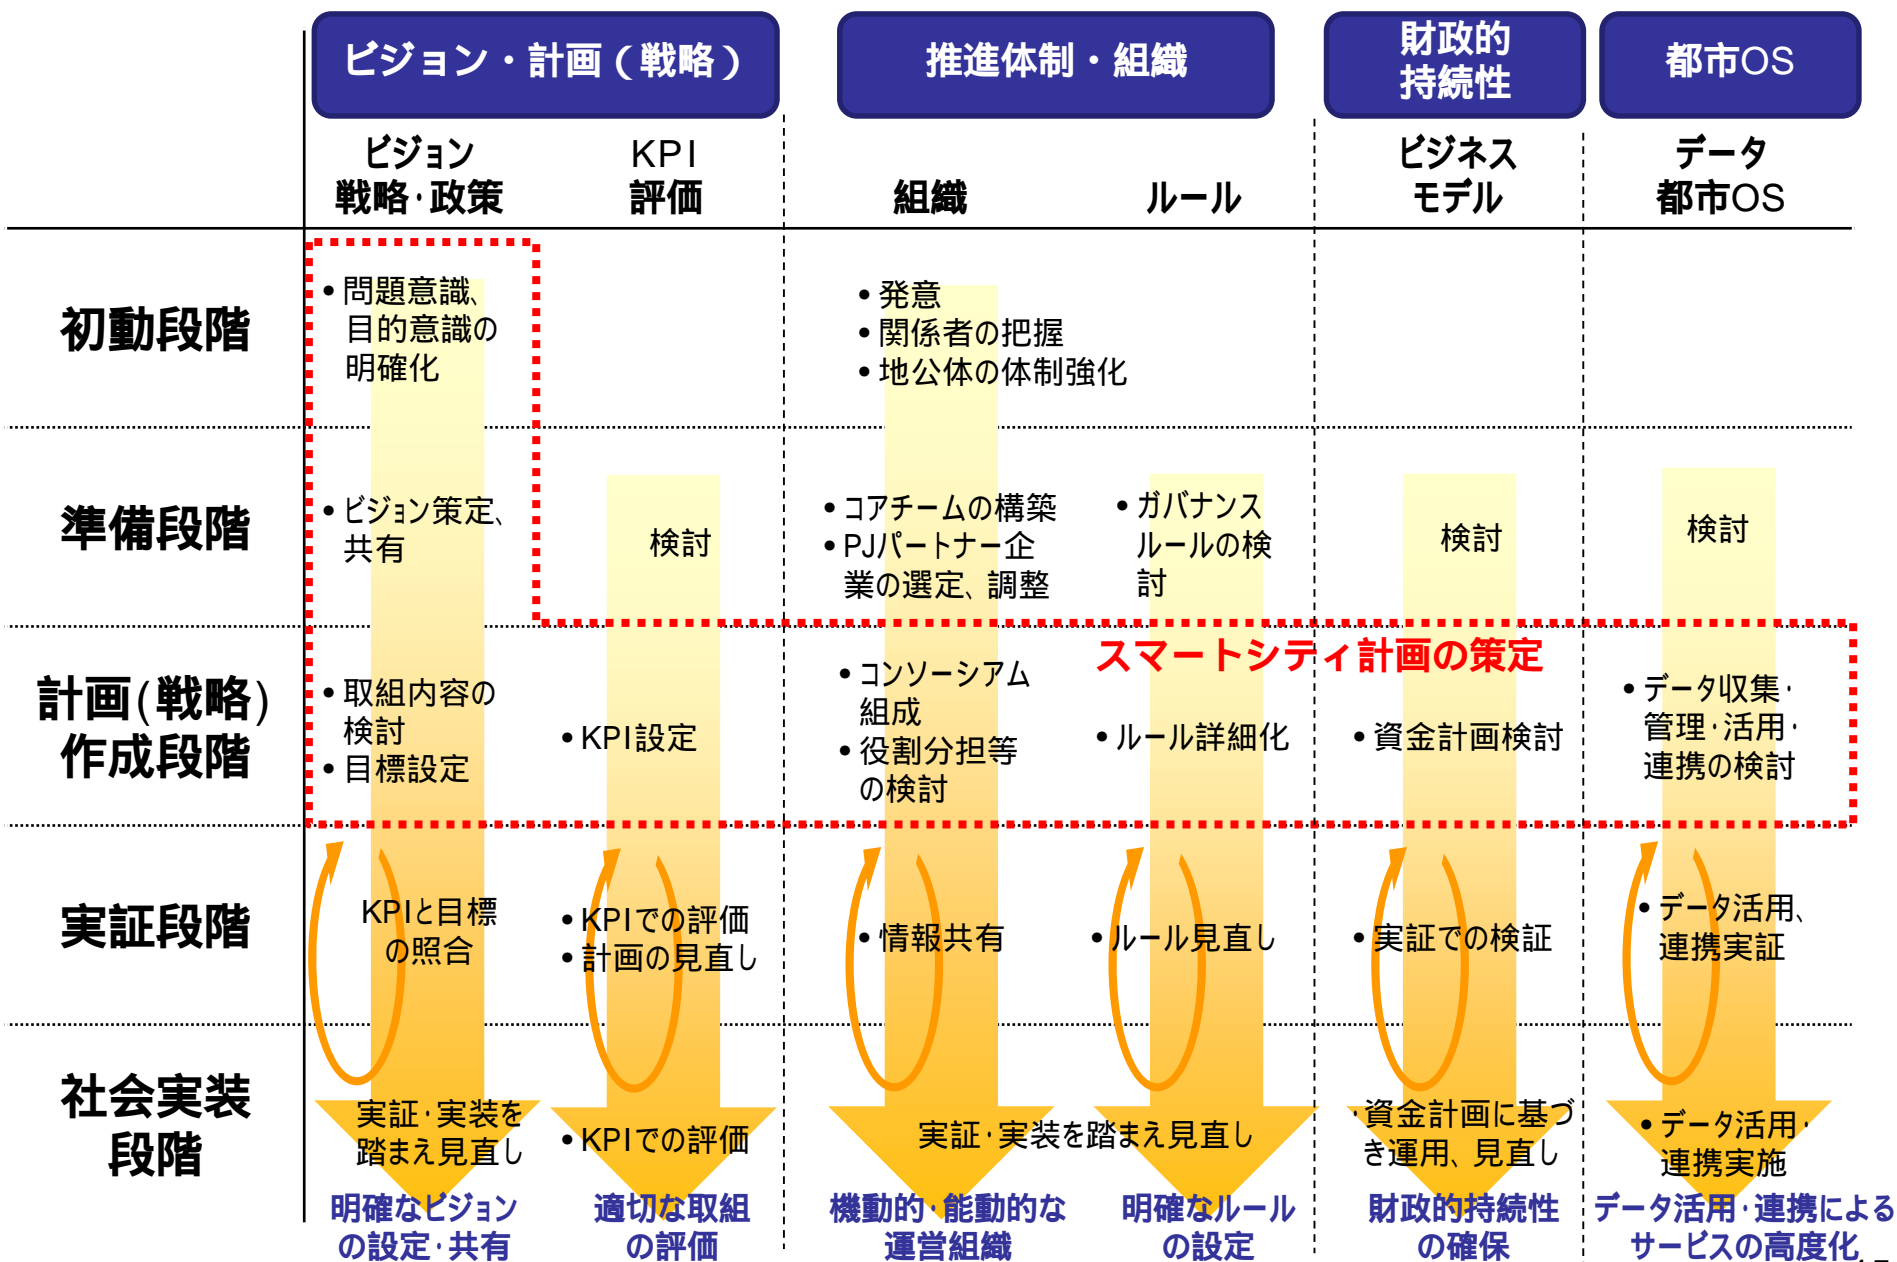 ビジョン・計画（戦略）
推進体制・組織
財政的
持続性
都市OS
ビジョン
戦略・政策
KPI
評価
組織
ルール
ビジネス
モデル
データ
都市OS
初動段階
•問題意識、
目的意識の
明確化
•発意
•関係者の把握
•地公体の体制強化
準備段階
•ビジョン策定、
共有
検討
•コアチームの構築
•PJパートナー企
業の選定、調整
•ガバナンス
ルールの検
討
検討
検討
スマートシティ計画の策定
計画(戦略)
作成段階
•取組内容の
検討
•目標設定
•KPI設定
•コンソーシアム
組成
•役割分担等
の検討
•ルール詳細化
•資金計画検討
•データ収集・
管理・活用・
連携の検討
実証段階
KPIと目標
の照合
•KPIでの評価
•計画の見直し
•情報共有
•ルール見直し
•実証での検証
•データ活用、
連携実証
社会実装
段階
実証・実装を
踏まえ見直し
•KPIでの評価
実証・実装を踏まえ見直し
・資金計画に基づ
き運用、見直し
•データ活用・
連携実施
明確なビジョン
の設定・共有
適切な取組
の評価
機動的・能動的な
運営組織
明確なルール
の設定
財政的持続性
の確保
データ活用・連携による
サービスの高度化